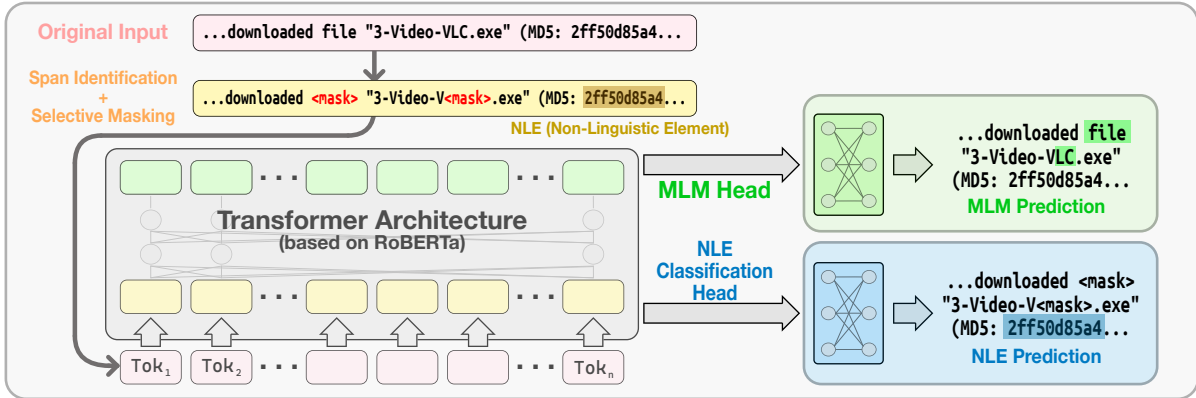 Original Input
...downloaded file "3-Video-VLC.exe" (MD5: 2ff50d85a4...
Span Identification
+
Selective Masking
...downloaded <mask> "3-Video-V<mask>.exe" (MD5: 2ff50d85a4...
NLE (Non-Linguistic Element)
Transformer Architecture
(based on RoBERTa)
Tok1
Tok2
...
...
Tokn
MLM Head
...downloaded file
"3-Video-VLC.exe"
(MD5: 2ff50d85a4...
MLM Prediction
NLE
Classification
Head
...downloaded <mask>
"3-Video-V<mask>.exe"
(MD5: 2ff50d85a4...
NLE Prediction